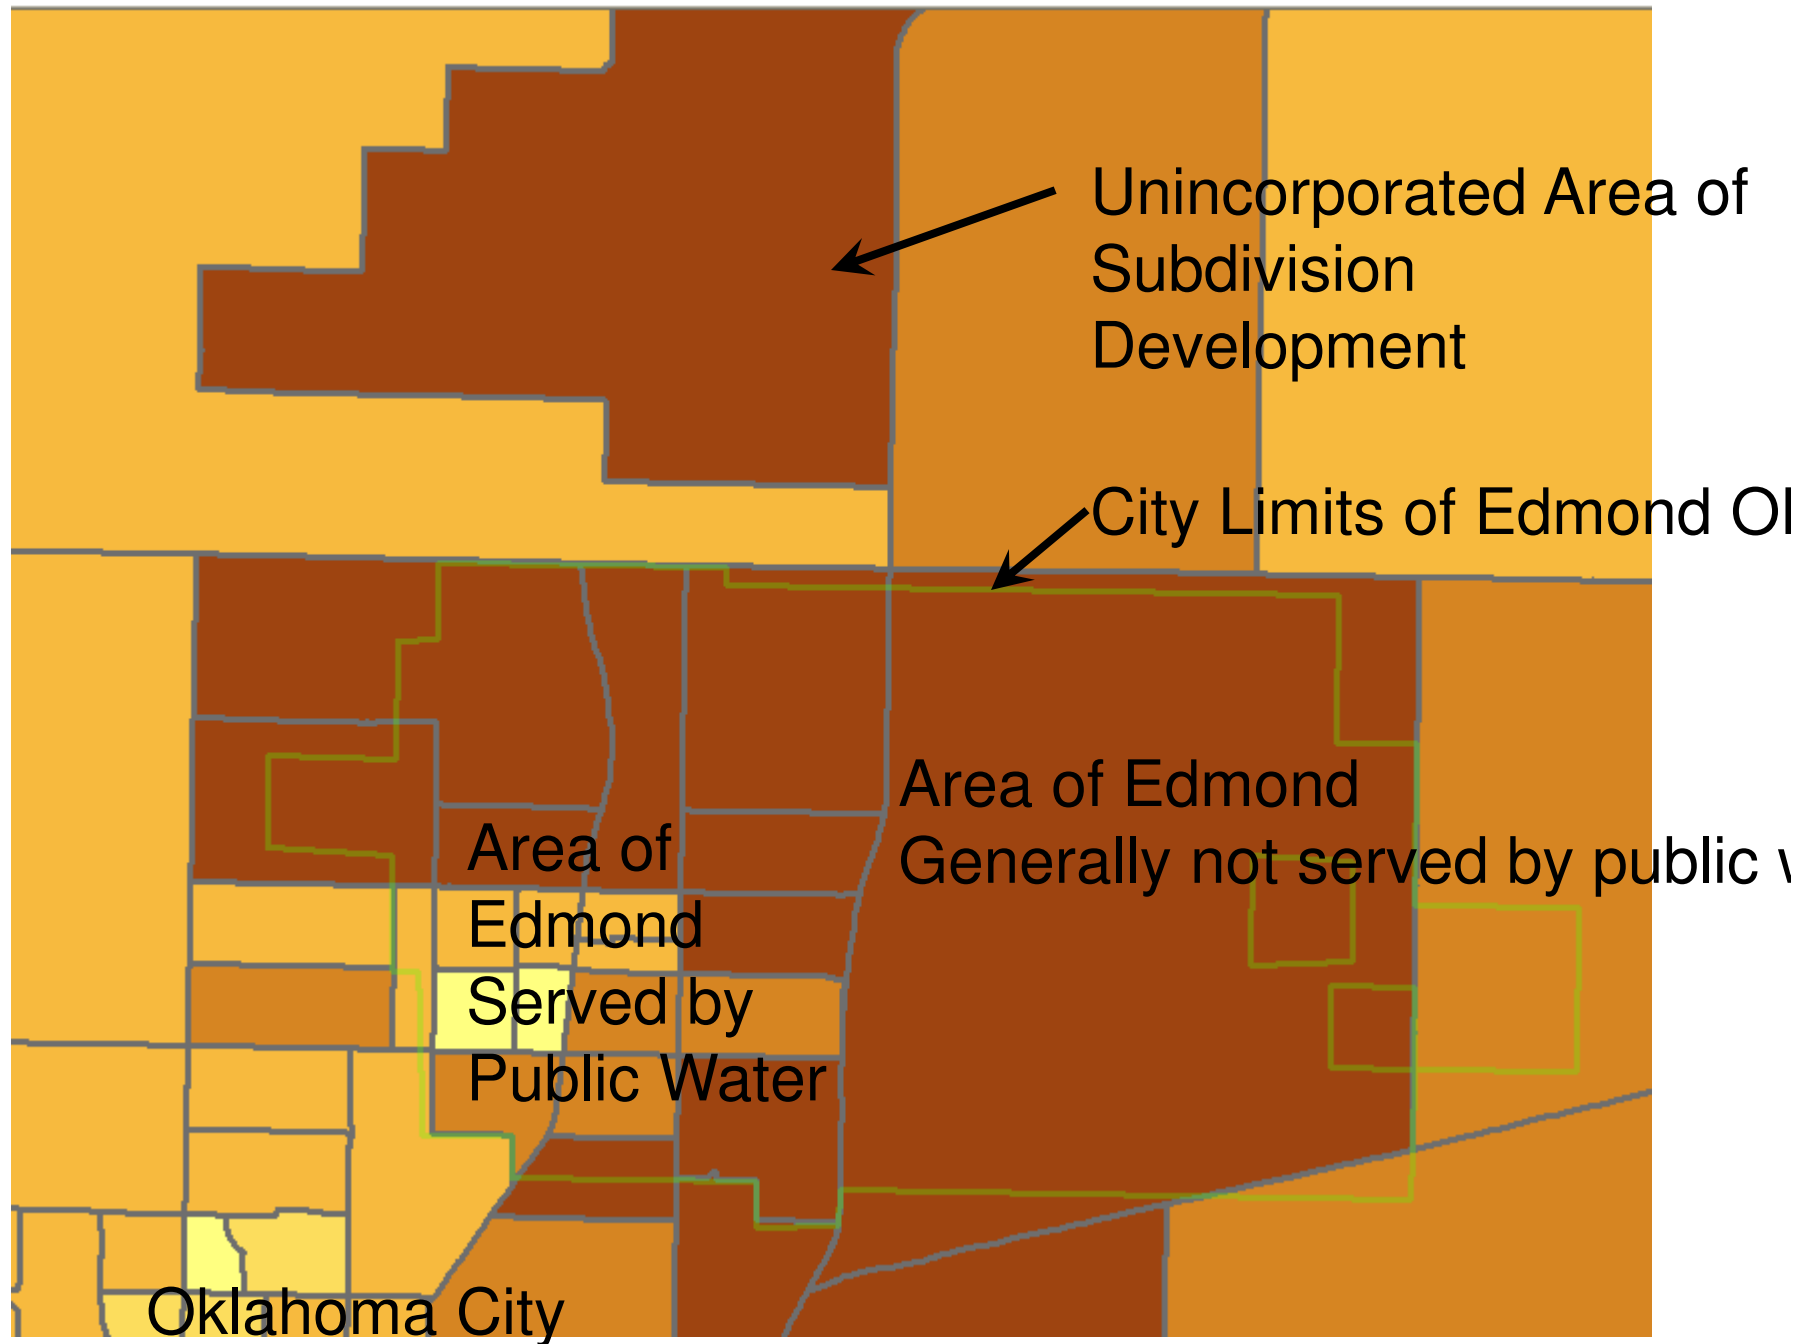 Unincorporated Area of
Subdivision
Development
City Limits of Edmond
Area of Edmond
Generally not served by public
Area of
Edmond
Served by
Public Water
Oklahoma City